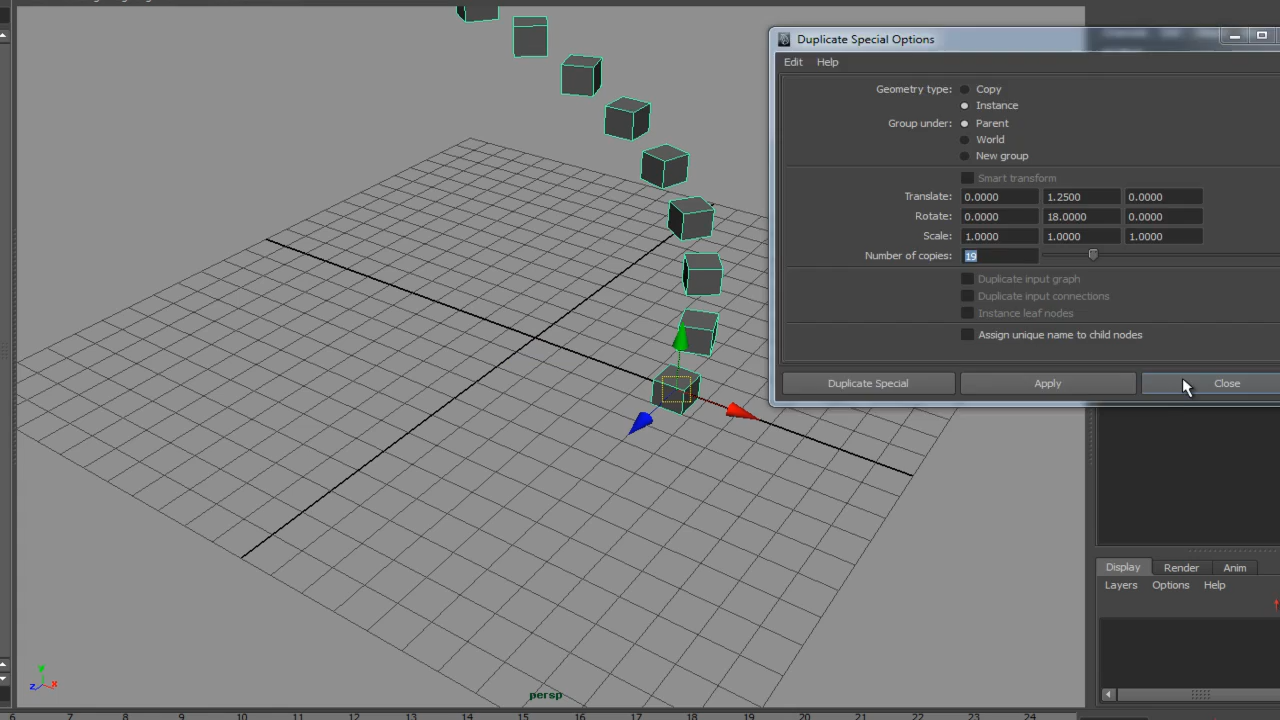 Duplicate Special Options
Edit Help
Geometry type: Copy
Instance
Group under: Parent
World
New group
Smart transform
Translate: 0.0000 1.2500 0.0000
Rotate: 0.0000 18.0000 0.0000
Scale: 1.0000 1.0000 1.0000
Number of copies: 19
Duplicate input graph
Duplicate input connections
Instance leaf nodes
Assign unique name to child nodes
Duplicate Special Apply Close
Display Render Anim
Layers Options Help
y
z x
persp
6 7 8 9 10 11 12 13 14 15 16 17 18 19 20 21 22 23 24